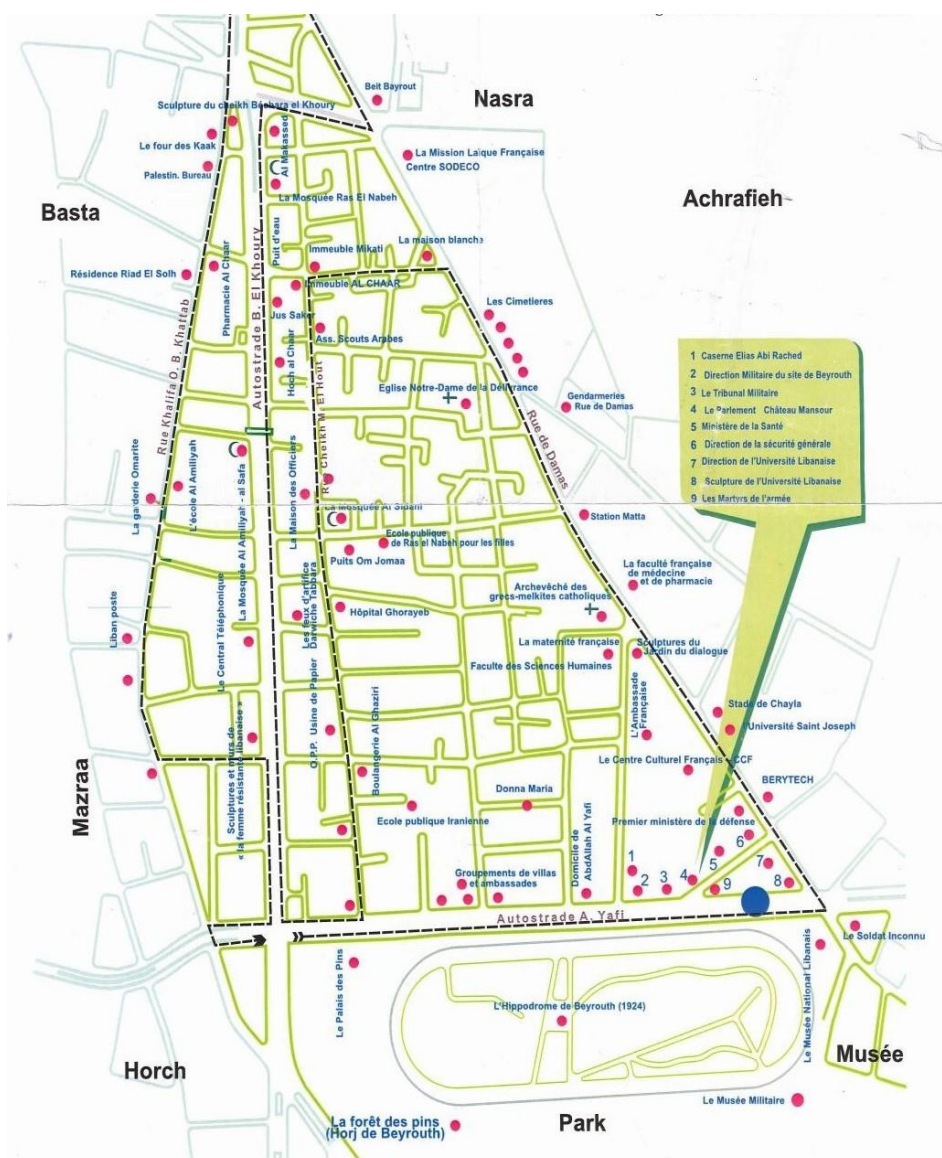 Beit Bayrout
Nasra
Sculpture du cheikh Béchara el Khoury
Le four des Kaak
Al Makassed
La Mission Laïque Française
Centre SODECO
Palestin. Bureau
La Mosquée Ras El Nabeh
Achrafieh
Basta
Puit d'eau
La maison blanche
Immeuble Mikati
Résidence Riad El Solh
Pharmacie Al Chaar
Autostrade B. El Khoury
Immeuble AL CHAAR
Jus Saker
Les Cimetieres
Ass. Scouts Arabes
Rue Khalifa O. B. Khattab
Hoch al Chaar
Rue Cheikh M. El Hout
Eglise Notre-Dame de la Délivrance
Gendarmeries
Rue de Damas
Rue de Damas
1 Caserne Elias Abi Rached
2 Direction Militaire du site de Beyrouth
3 Le Tribunal Militaire
4 Le Parlement Château Mansour
5 Ministère de la Santé
6 Direction de la sécurité générale
7 Direction de l'Université Libanaise
8 Sculpture de l'Université Libanaise
9 Les Martyrs de l'armée
La garderie Omarite
L'école Al Amiliyah
La Mosquée Al Amiliyah - al Safa
La Maison des Officiers
La Mosquée Al Sidani
Station Matta
Ecole publique
de Ras el Nabeh pour les filles
Puits Om Jomaa
La faculté française
de médecine
et de pharmacie
Archevêché des
grecs-melkites catholiques
Liban poste
Le Central Téléphonique
Les feux d'artifice
Darwiche Tabbara
Hôpital Ghorayeb
La maternité française
Sculptures du
Jardin du dialogue
Faculte des Sciences Humaines
O.P.P. Usine de Papier
L'Ambassade
Française
Stade de Chayla
l'Université Saint Joseph
Boulangerie Al Ghaziri
Sculptures et murs de
« la femme résistante libanaise »
Le Centre Culturel Français - CCF
Mazraa
BERYTECH
Donna Maria
Ecole publique Iranienne
Premier ministère de la défense
Domicile de
AbdAllah Al Yafi
Groupements de villas
et ambassades
1
2
3
4
5
6
7
8
9
Autostrade A. Yafi
Le Soldat Inconnu
Le Palais des Pins
Le Musée National Libanais
L'Hippodrome de Beyrouth (1924)
Horch
Musée
Le Musée Militaire
Park
La forêt des pins
(Horj de Beyrouth)